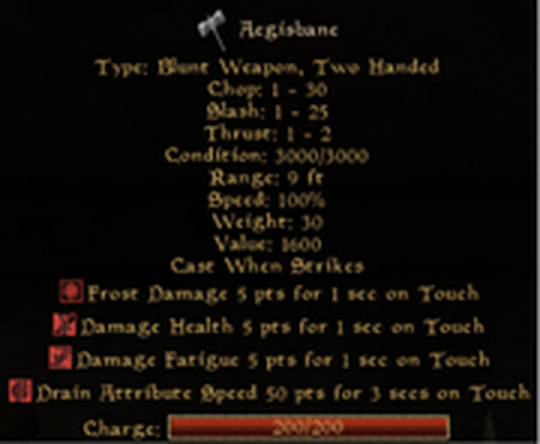 Aegisbane
Type: Blunt Weapon, Two Handed
Chop: 1 - 30
Slash: 1 - 25
Thrust: 1 - 2
Condition: 3000/3000
Range: 9 ft
Speed: 100%
Weight: 30
Value: 1600
Cast When Strikes
Frost Damage 5 pts for 1 sec on Touch
Damage Health 5 pts for 1 sec on Touch
Damage Fatigue 5 pts for 1 sec on Touch
Drain Attribute Speed 50 pts for 3 secs on Touch
Charge: 200/200